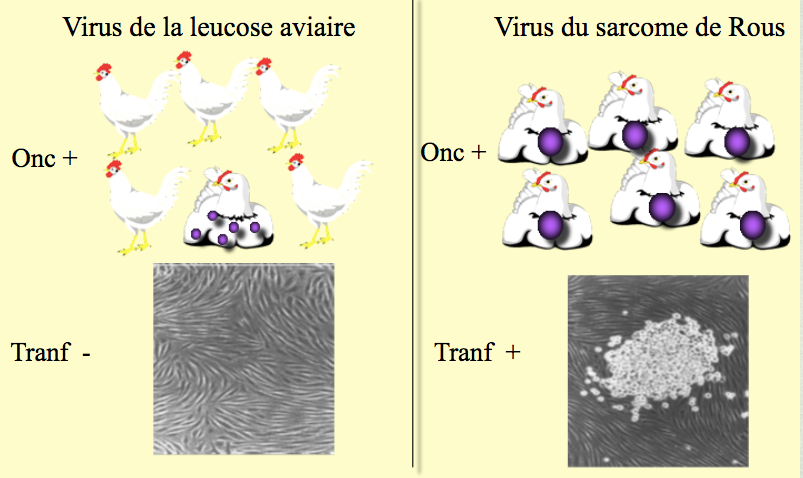 Virus de la leucose aviaire
Onc +
Tranf -
Virus du sarcome de Rous
Onc +
Tranf +